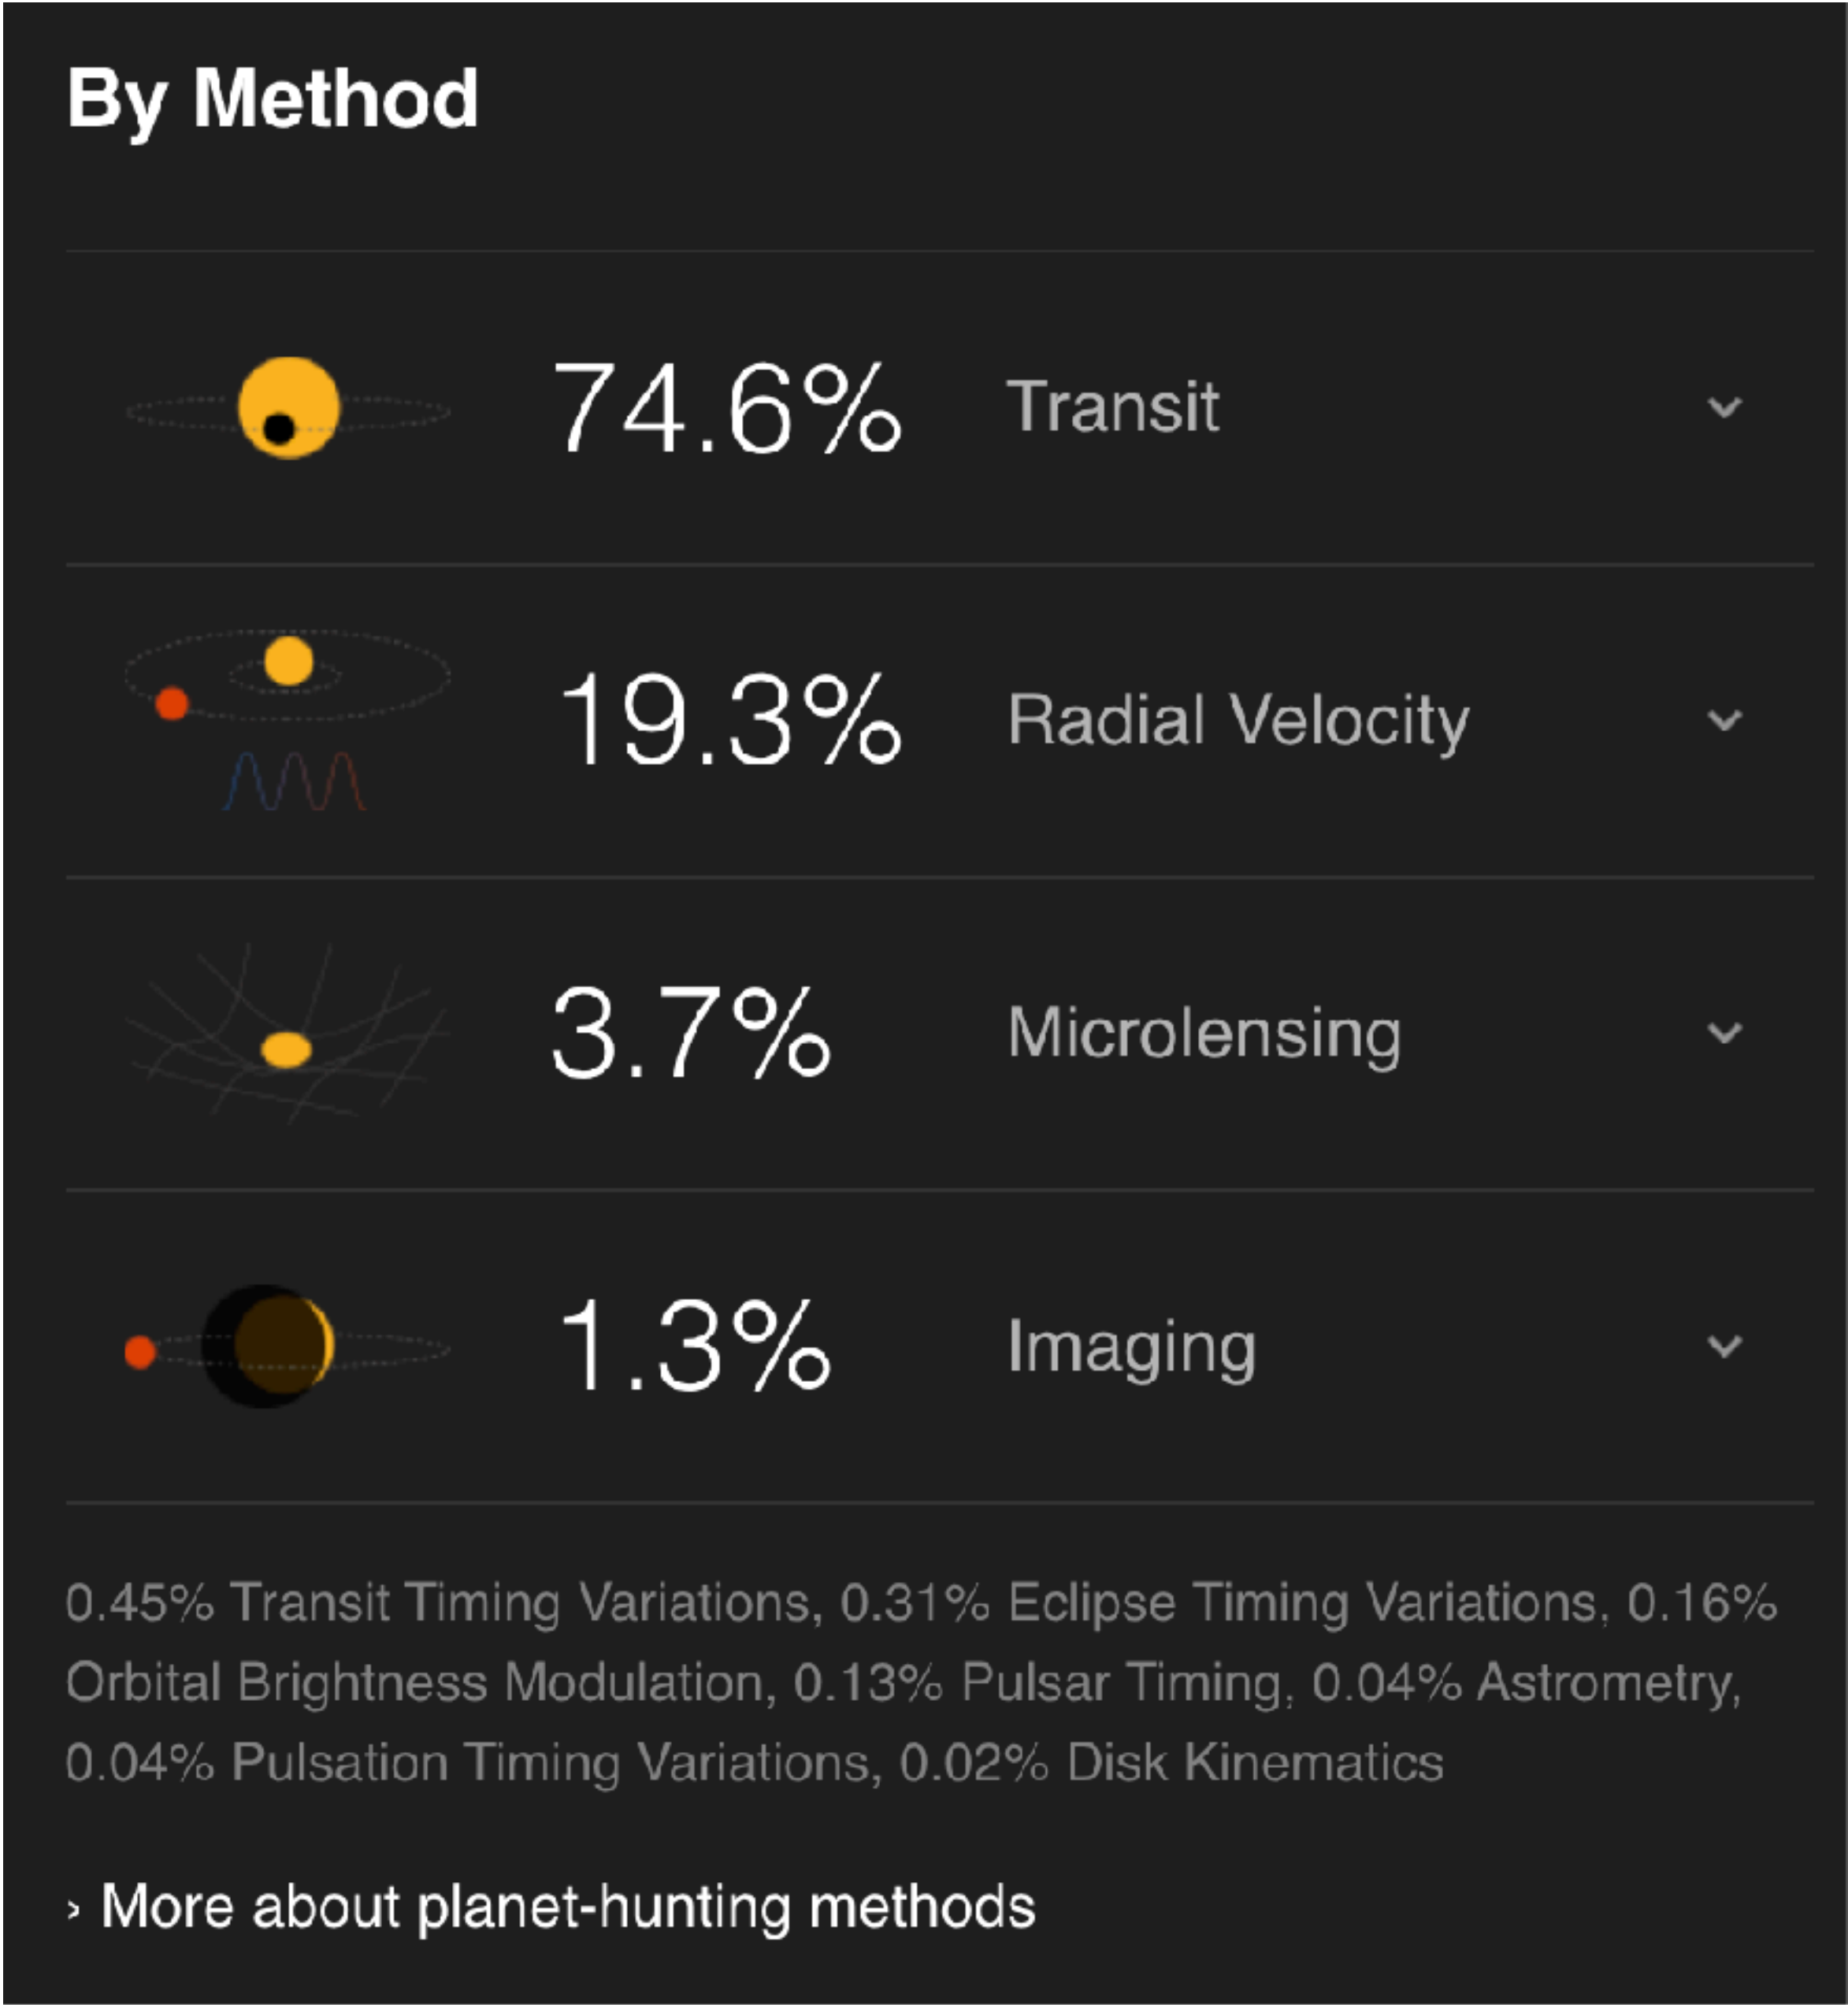 By Method
74.6% Transit
19.3% Radial Velocity
3.7% Microlensing
1.3% Imaging
0.45% Transit Timing Variations, 0.31% Eclipse Timing Variations, 0.16%
Orbital Brightness Modulation, 0.13% Pulsar Timing, 0.04% Astrometry,
0.04% Pulsation Timing Variations, 0.02% Disk Kinematics
› More about planet-hunting methods